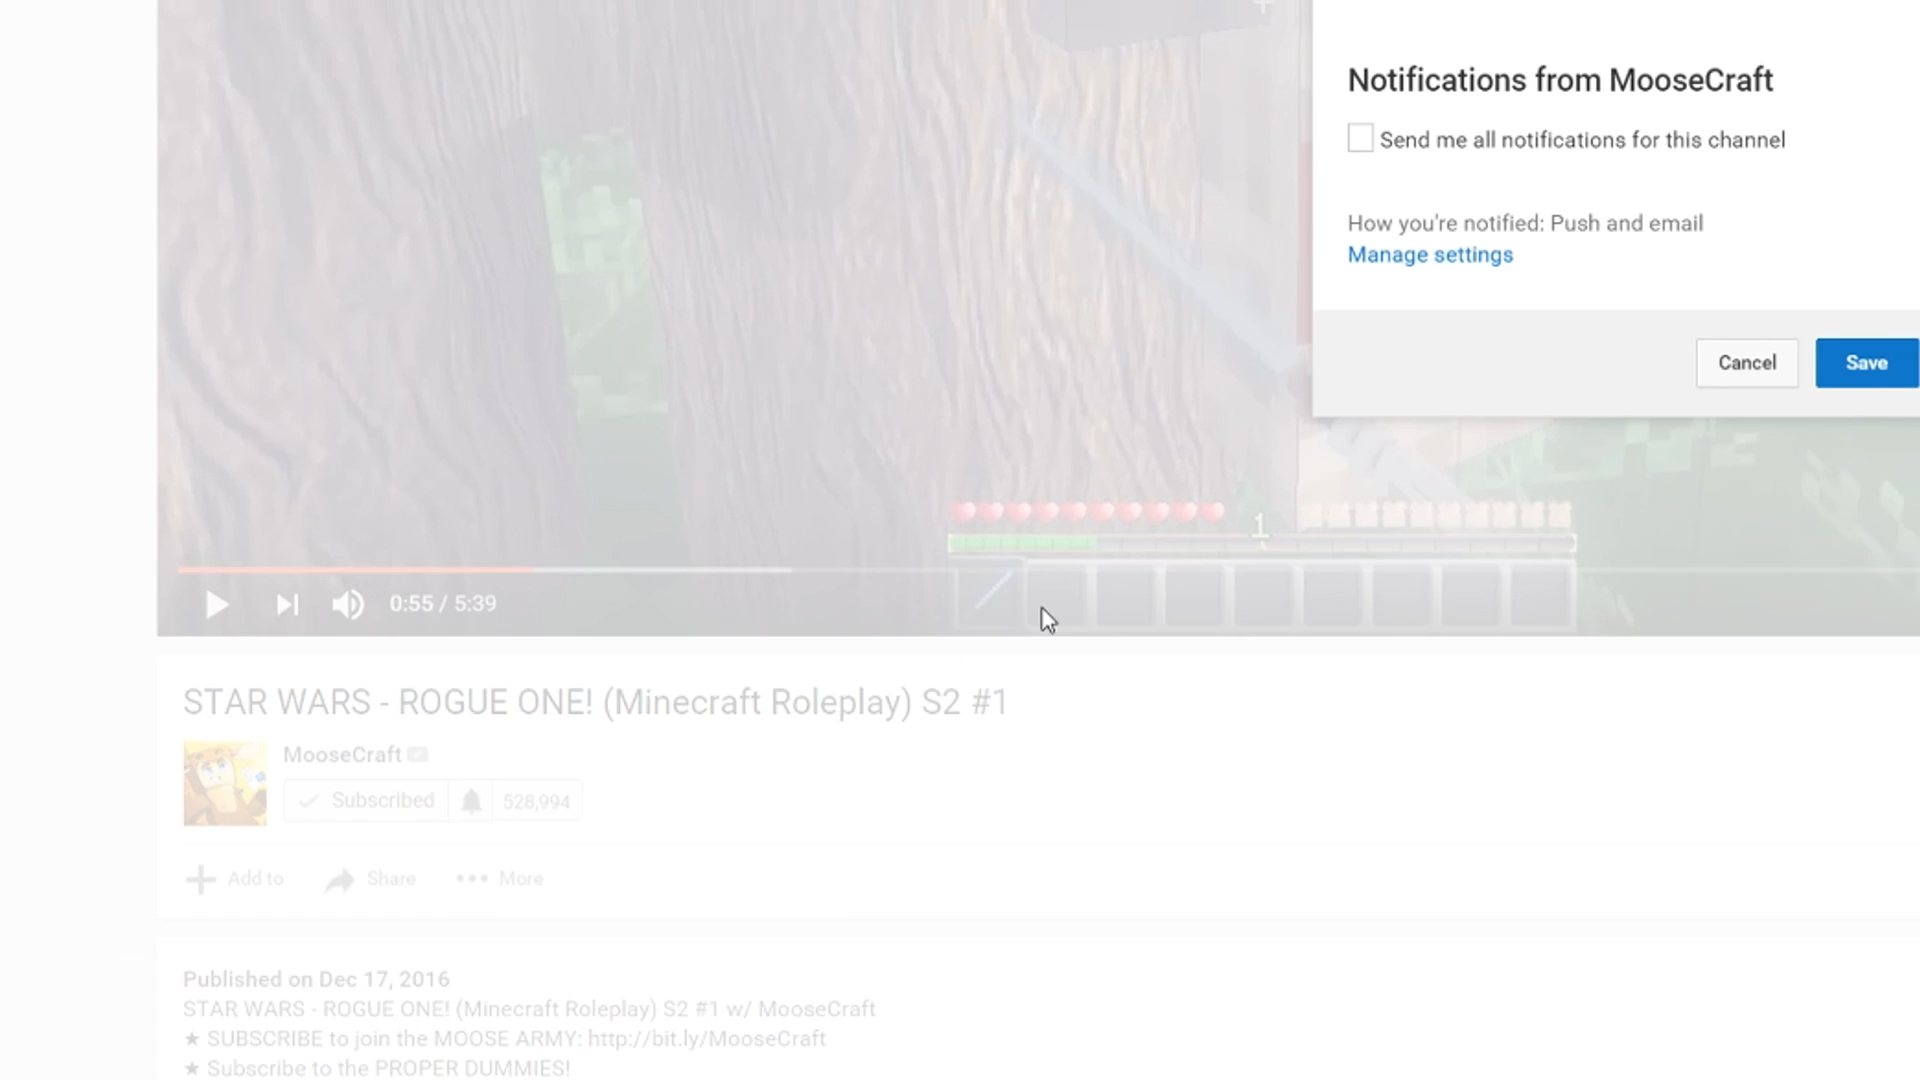 Notifications from MooseCraft
Send me all notifications for this channel
How you're notified: Push and email
Manage settings
Cancel
Save
1
0:55 / 5:39
STAR WARS - ROGUE ONE! (Minecraft Roleplay) S2 #1
MooseCraft
Subscribed
528,994
Add to
Share
More
Published on Dec 17, 2016
STAR WARS - ROGUE ONE! (Minecraft Roleplay) S2 #1 w/ MooseCraft
★ SUBSCRIBE to join the MOOSE ARMY: http://bit.ly/MooseCraft
★ Subscribe to the PROPER DUMMIES!